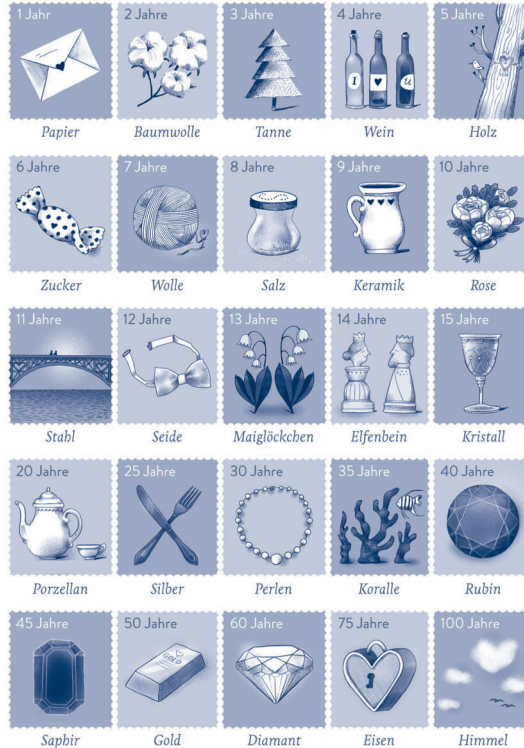 1 Jahr
2 Jahre
3 Jahre
4 Jahre
5 Jahre
I
u
Papier
Baumwolle
Tanne
Wein
Holz
6 Jahre
7 Jahre
8 Jahre
9 Jahre
10 Jahre
Zucker
Wolle
Salz
Keramik
Rose
11 Jahre
12 Jahre
13 Jahre
14 Jahre
15 Jahre
Stahl
Seide
Maiglöckchen
Elfenbein
Kristall
20 Jahre
25 Jahre
30 Jahre
35 Jahre
40 Jahre
Porzellan
Silber
Perlen
Koralle
Rubin
45 Jahre
50 Jahre
60 Jahre
75 Jahre
100 Jahre
GOLD
Saphir
Gold
Diamant
Eisen
Himmel